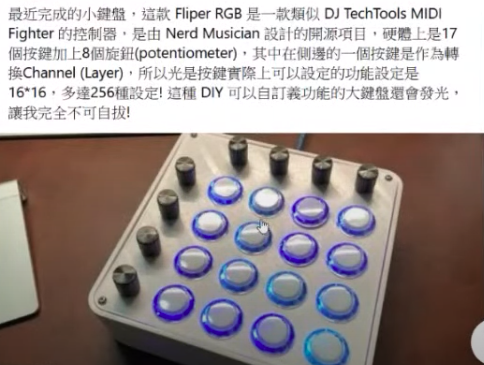 最近完成的小鍵盤，這款 Fliper RGB 是一款類似 DJ TechTools MIDI
Fighter 的控制器，是由 Nerd Musician 設計的開源項目，硬體上是17
個按鍵加上8個旋鈕(potentiometer)，其中在側邊的一個按鍵是作為轉
換Channel (Layer)，所以光是按鍵實際上可以設定的功能設定是
16*16，多達256種設定! 這種 DIY 可以自訂義功能的大鍵盤還會發光，
讓我完全不可自拔!